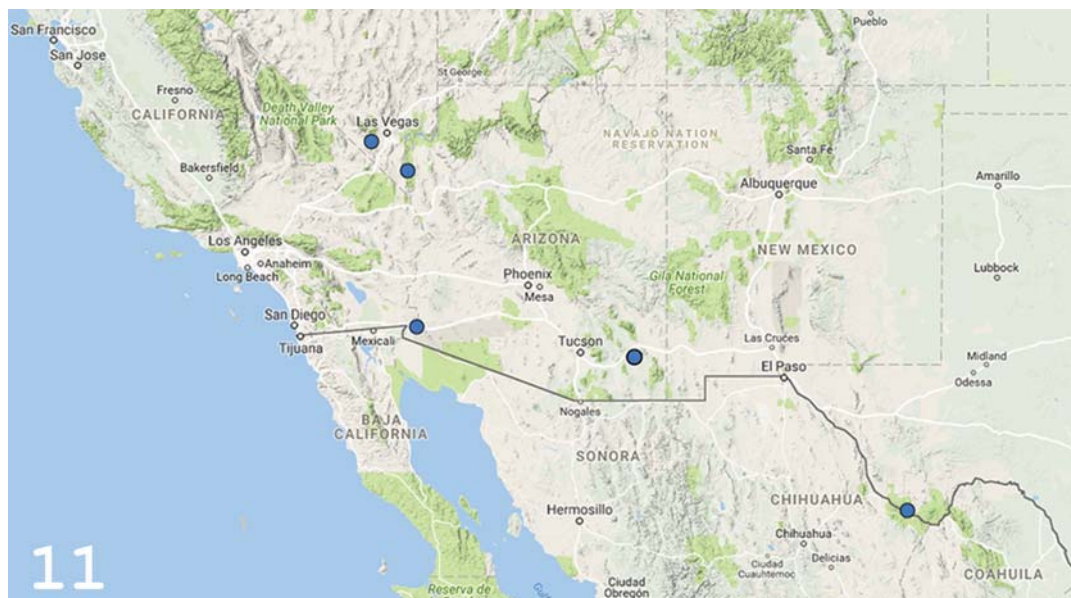 San Francisco
San Jose
Fresno
CALIFORNIA
Death Valley
National Park
Las Vegas
St George
Pueblo
Bakersfield
NAVAJO NATION
RESERVATION
Santa Fe
Albuquerque
Amarillo
Los Angeles
Anaheim
Long Beach
ARIZONA
NEW MEXICO
Phoenix
Mesa
Gila National
Forest
Lubbock
San Diego
Tijuana
Mexicali
Tucson
Las Cruces
El Paso
Midland
Odessa
Nogales
BAJA
CALIFORNIA
SONORA
Hermosillo
CHIHUAHUA
Chihuahua
Delicias
Ciudad
Cuauhtemoc
COAHUILA
Ciudad
Obregón
Reserva de
11